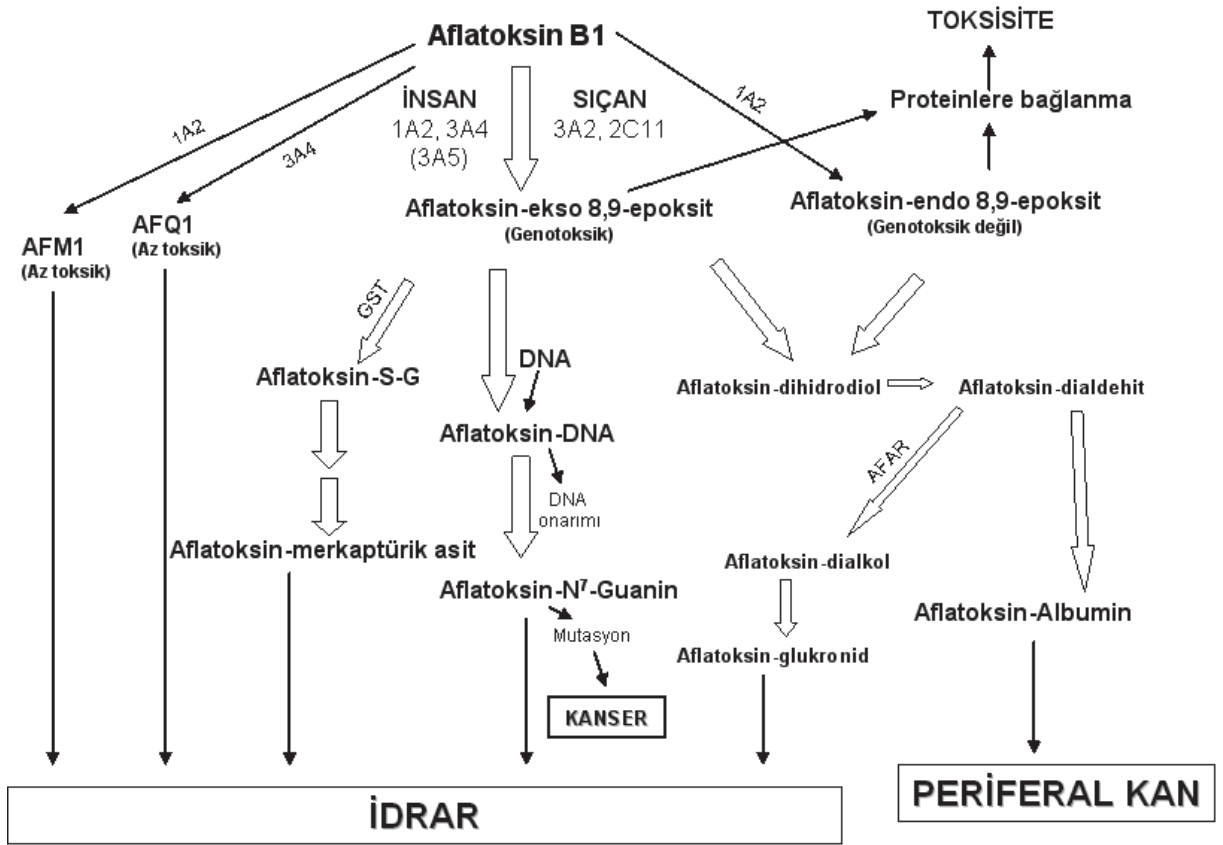 TOKSİSİTE
Aflatoksin B1
1A2
3A4
İNSAN
1A2, 3A4
(3A5)
SIÇAN
3A2, 2C11
1A2
Proteinlere bağlanma
Aflatoksin-ekso 8,9-epoksit
(Genotoksik)
Aflatoksin-endo 8,9-epoksit
(Genotoksik değil)
AFM1
(Az toksik)
AFQ1
(Az toksik)
GST
Aflatoksin-S-G
DNA
Aflatoksin-dihidrodiol
Aflatoksin-dialdehit
Aflatoksin-DNA
AFAR
DNA
onarımı
Aflatoksin-merkaptürik asit
Aflatoksin-dialkol
Aflatoksin-N⁷-Guanin
Aflatoksin-Albumin
Mutasyon
Aflatoksin-glukronid
KANSER
İDRAR
PERİFERAL KAN